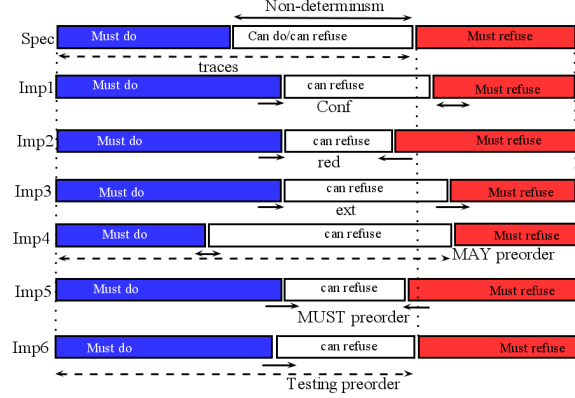 Non-determinism
Spec Must do Can do/can refuse Must refuse
traces
Imp1 Must do can refuse Must refuse
Conf
Imp2 Must do can refuse Must refuse
red
Imp3 Must do can refuse Must refuse
ext
Imp4 Must do can refuse Must refuse
MAY preorder
Imp5 Must do can refuse Must refuse
MUST preorder
Imp6 Must do can refuse Must refuse
Testing preorder